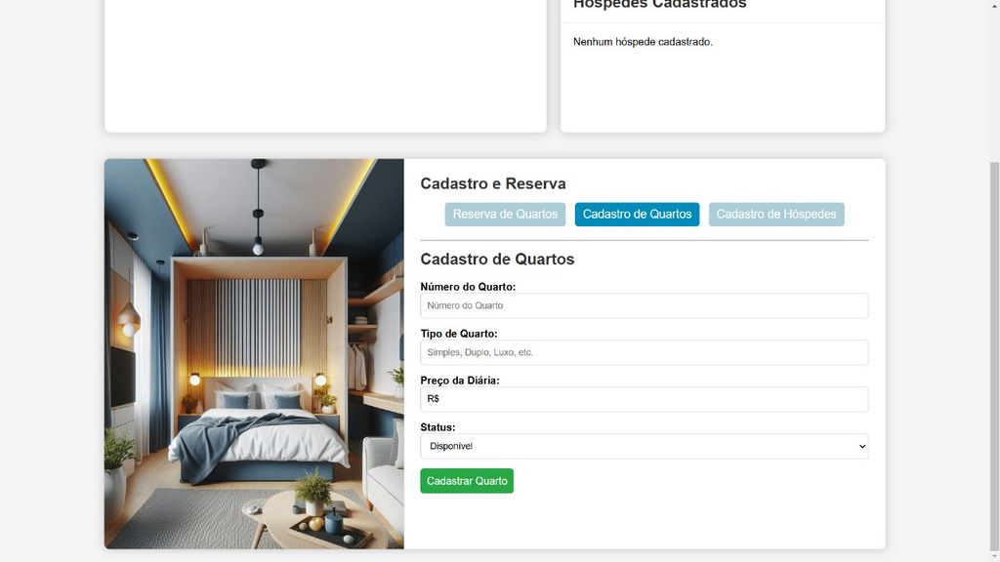 Hóspedes Cadastrados
Nenhum hóspede cadastrado.
Cadastro e Reserva
Reserva de Quartos
Cadastro de Quartos
Cadastro de Hóspedes
Cadastro de Quartos
Número do Quarto:
Número do Quarto
Tipo de Quarto:
Simples, Duplo, Luxo, etc.
Preço da Diária:
R$
Status:
Disponível
Cadastrar Quarto